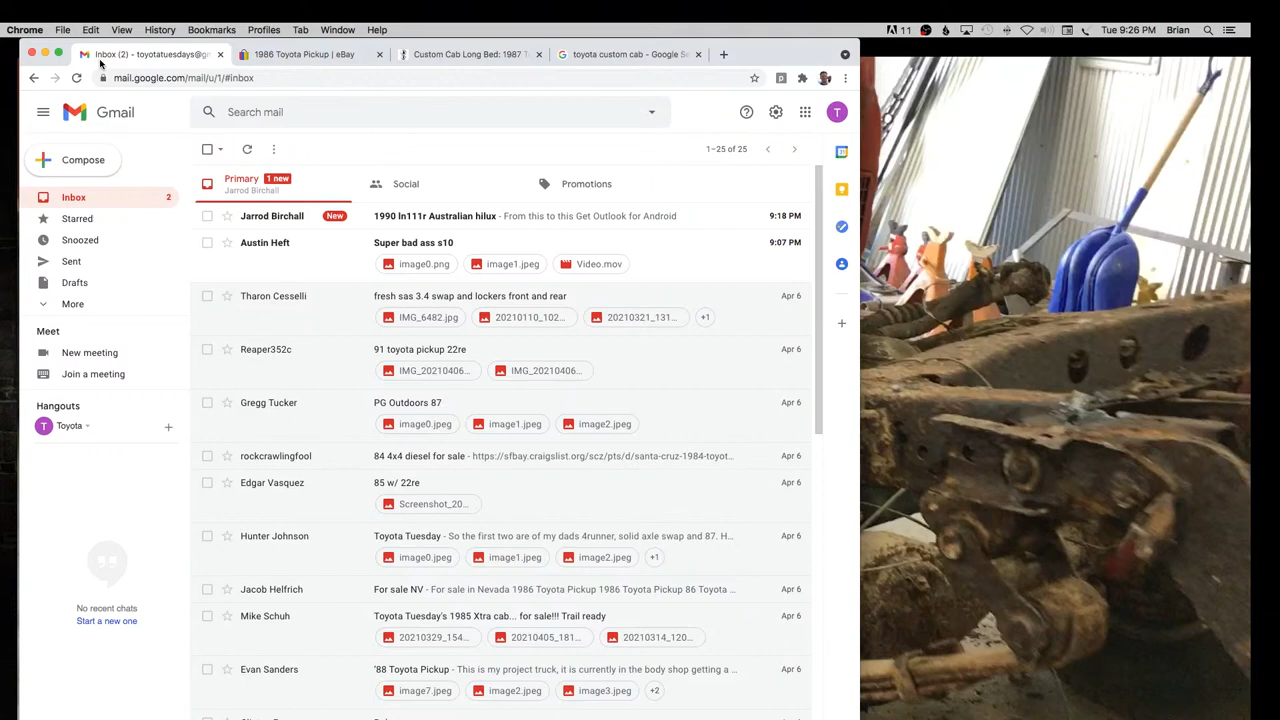 Chrome File Edit View History Bookmarks Profiles Tab Window Help 11 Tue 9:26 PM Brian
Inbox (2) - toyotatuesdays@gm 1986 Toyota Pickup | eBay Custom Cab Long Bed: 1987 T toyota custom cab - Google Se
mail.google.com/mail/u/1/#inbox
Gmail Search mail T
Compose 1–25 of 25
Inbox 2
Starred
Snoozed
Sent
Drafts
More
Meet
New meeting
Join a meeting
Hangouts
T Toyota
No recent chats
Start a new one
Primary 1 new Social Promotions
Jarrod Birchall
Jarrod Birchall New 1990 ln111r Australian hilux - From this to this Get Outlook for Android 9:18 PM
Austin Heft Super bad ass s10 9:07 PM
image0.png image1.jpeg Video.mov
Tharon Cesselli fresh sas 3.4 swap and lockers front and rear Apr 6
IMG_6482.jpg 20210110_102... 20210321_131... +1
Reaper352c 91 toyota pickup 22re Apr 6
IMG_20210406... IMG_20210406...
Gregg Tucker PG Outdoors 87 Apr 6
image0.jpeg image1.jpeg image2.jpeg
rockcrawlingfool 84 4x4 diesel for sale - https://sfbay.craigslist.org/scz/pts/d/santa-cruz-1984-toyot... Apr 6
Edgar Vasquez 85 w/ 22re Apr 6
Screenshot_20...
Hunter Johnson Toyota Tuesday - So the first two are of my dads 4runner, solid axle swap and 87. H... Apr 6
image0.jpeg image1.jpeg image2.jpeg +1
Jacob Helfrich For sale NV - For sale in Nevada 1986 Toyota Pickup 1986 Toyota Pickup 86 Toyota ... Apr 6
Mike Schuh Toyota Tuesday's 1985 Xtra cab... for sale!!! Trail ready Apr 6
20210329_154... 20210405_181... 20210314_120...
Evan Sanders '88 Toyota Pickup - This is my project truck, it is currently in the body shop getting a ... Apr 6
image7.jpeg image2.jpeg image3.jpeg +2